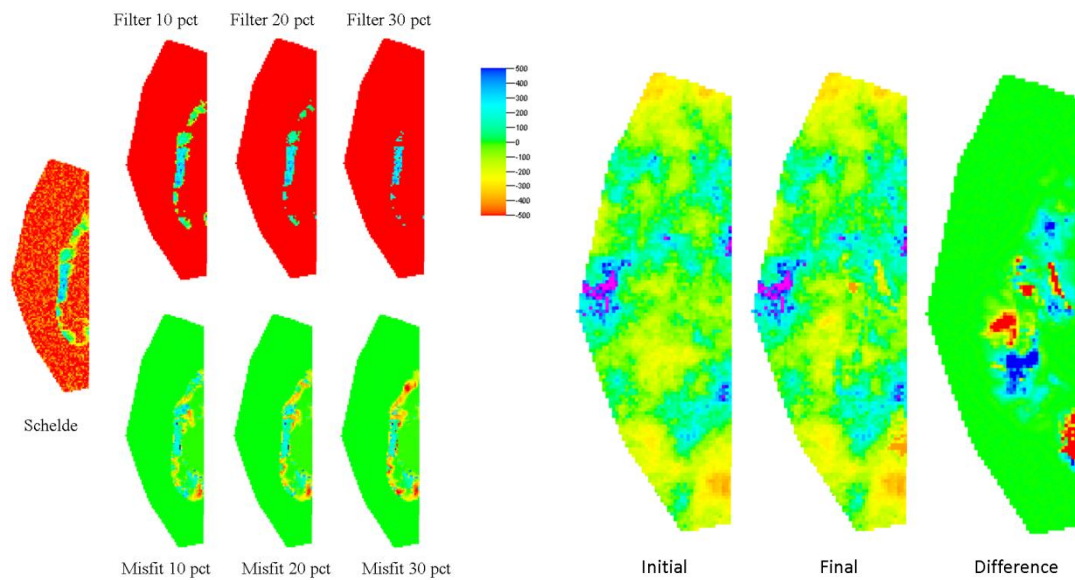 Filter 10 pct Filter 20 pct Filter 30 pct
500
400
300
200
100
0
-100
-200
-300
-400
-500
Schelde
Misfit 10 pct Misfit 20 pct Misfit 30 pct
Initial Final Difference